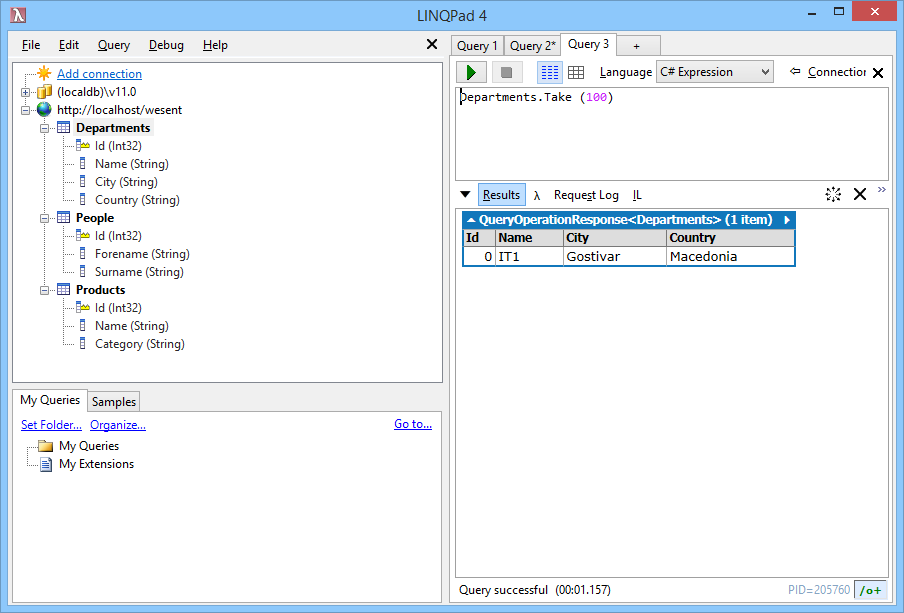 LINQPad 4
File Edit Query Debug Help
Add connection
(localdb)\v11.0
http://localhost/wesent
Departments
Id (Int32)
Name (String)
City (String)
Country (String)
People
Id (Int32)
Forename (String)
Surname (String)
Products
Id (Int32)
Name (String)
Category (String)
My Queries Samples
Set Folder... Organize... Go to...
My Queries
My Extensions
Query 1 Query 2* Query 3 +
Language C# Expression Connection
Departments.Take (100)
Results λ Request Log IL
QueryOperationResponse<Departments> (1 item)
Id Name City Country
0 IT1 Gostivar Macedonia
Query successful (00:01.157) PID=205760 /o+